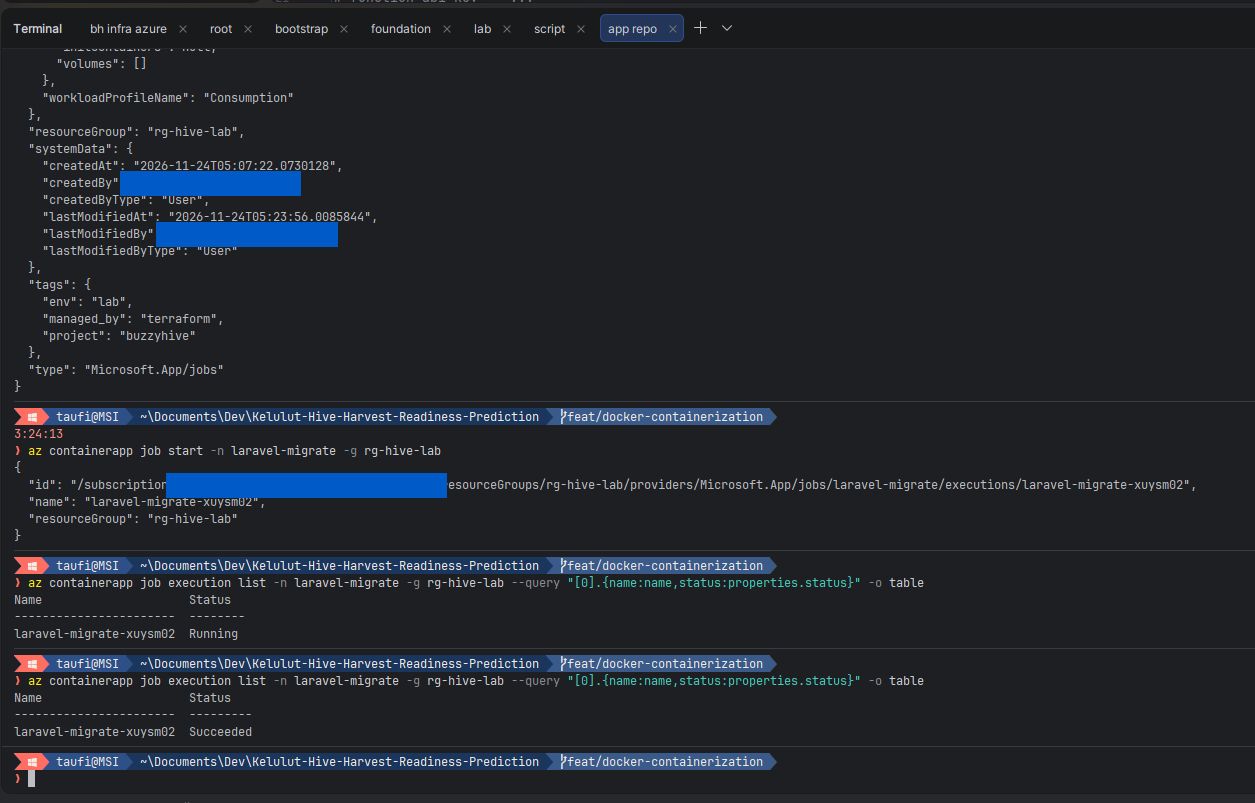 Terminal bh infra azure × root × bootstrap × foundation × lab × script × app repo × + 
"volumes": []
},
"workloadProfileName": "Consumption"
},
"resourceGroup": "rg-hive-lab",
"systemData": {
"createdAt": "2026-11-24T05:07:22.0730128",
"createdBy"
"createdByType": "User",
"lastModifiedAt": "2026-11-24T05:23:56.0085844",
"lastModifiedBy"
"lastModifiedByType": "User"
},
"tags": {
"env": "lab",
"managed_by": "terraform",
"project": "buzzyhive"
},
"type": "Microsoft.App/jobs"
}
taufi@MSI ~\Documents\Dev\Kelulut-Hive-Harvest-Readiness-Prediction feat/docker-containerization
3:24:13
❯ az containerapp job start -n laravel-migrate -g rg-hive-lab
{
"id": "/subscription esourceGroups/rg-hive-lab/providers/Microsoft.App/jobs/laravel-migrate/executions/laravel-migrate-xuysm02",
"name": "laravel-migrate-xuysm02",
"resourceGroup": "rg-hive-lab"
}
taufi@MSI ~\Documents\Dev\Kelulut-Hive-Harvest-Readiness-Prediction feat/docker-containerization
❯ az containerapp job execution list -n laravel-migrate -g rg-hive-lab --query "[0].{name:name,status:properties.status}" -o table
Name Status
----------------------- --------
laravel-migrate-xuysm02 Running
taufi@MSI ~\Documents\Dev\Kelulut-Hive-Harvest-Readiness-Prediction feat/docker-containerization
❯ az containerapp job execution list -n laravel-migrate -g rg-hive-lab --query "[0].{name:name,status:properties.status}" -o table
Name Status
----------------------- ---------
laravel-migrate-xuysm02 Succeeded
taufi@MSI ~\Documents\Dev\Kelulut-Hive-Harvest-Readiness-Prediction feat/docker-containerization
❯